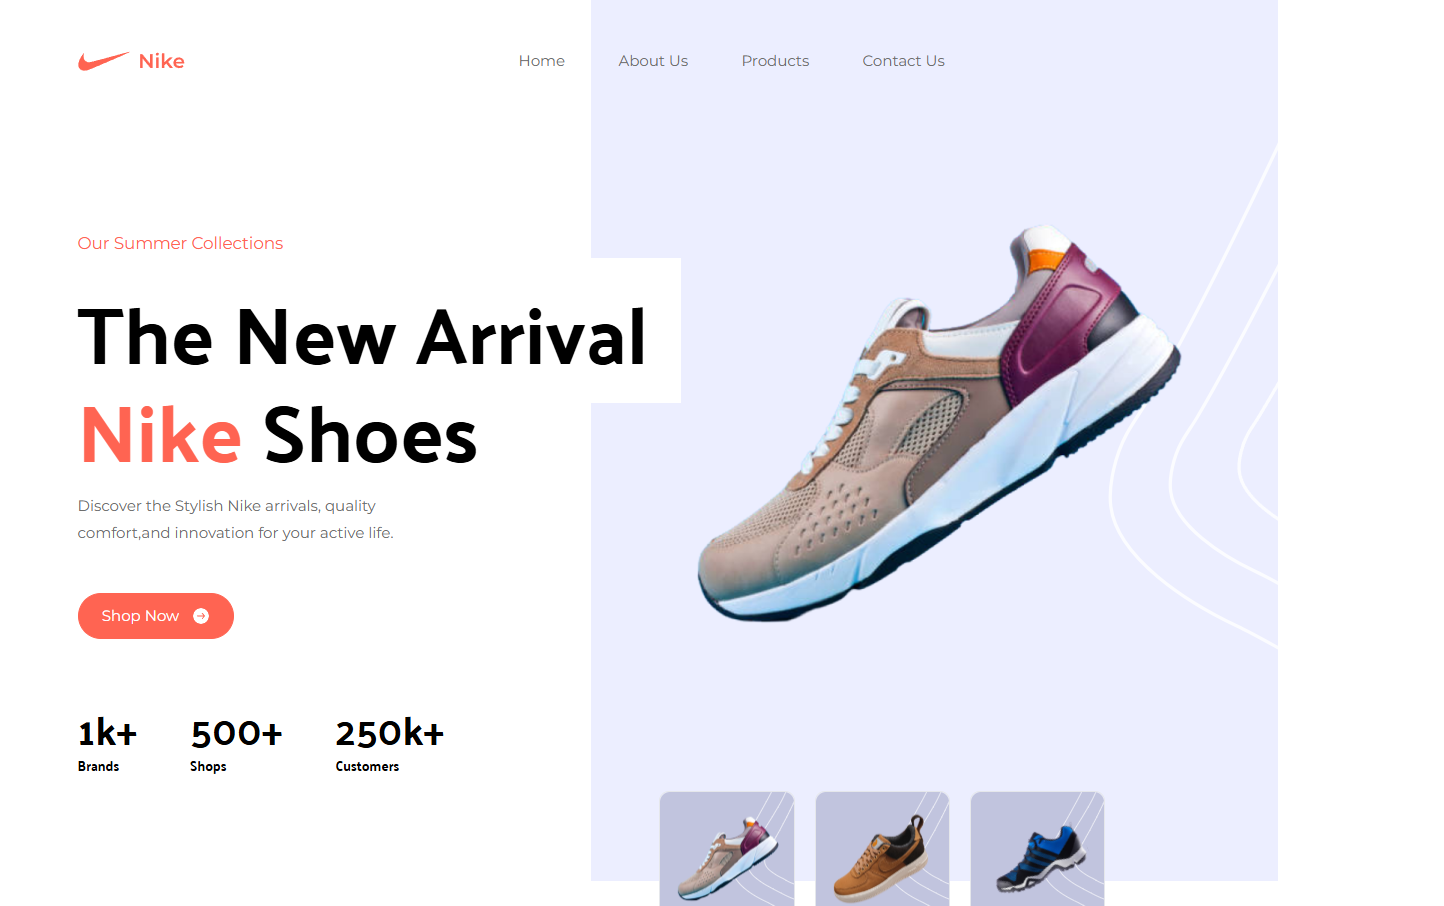 Nike
Home
About Us
Products
Contact Us
Our Summer Collections
The New Arrival
Nike Shoes
Discover the Stylish Nike arrivals, quality
comfort,and innovation for your active life.
Shop Now
1k+
Brands
500+
Shops
250k+
Customers